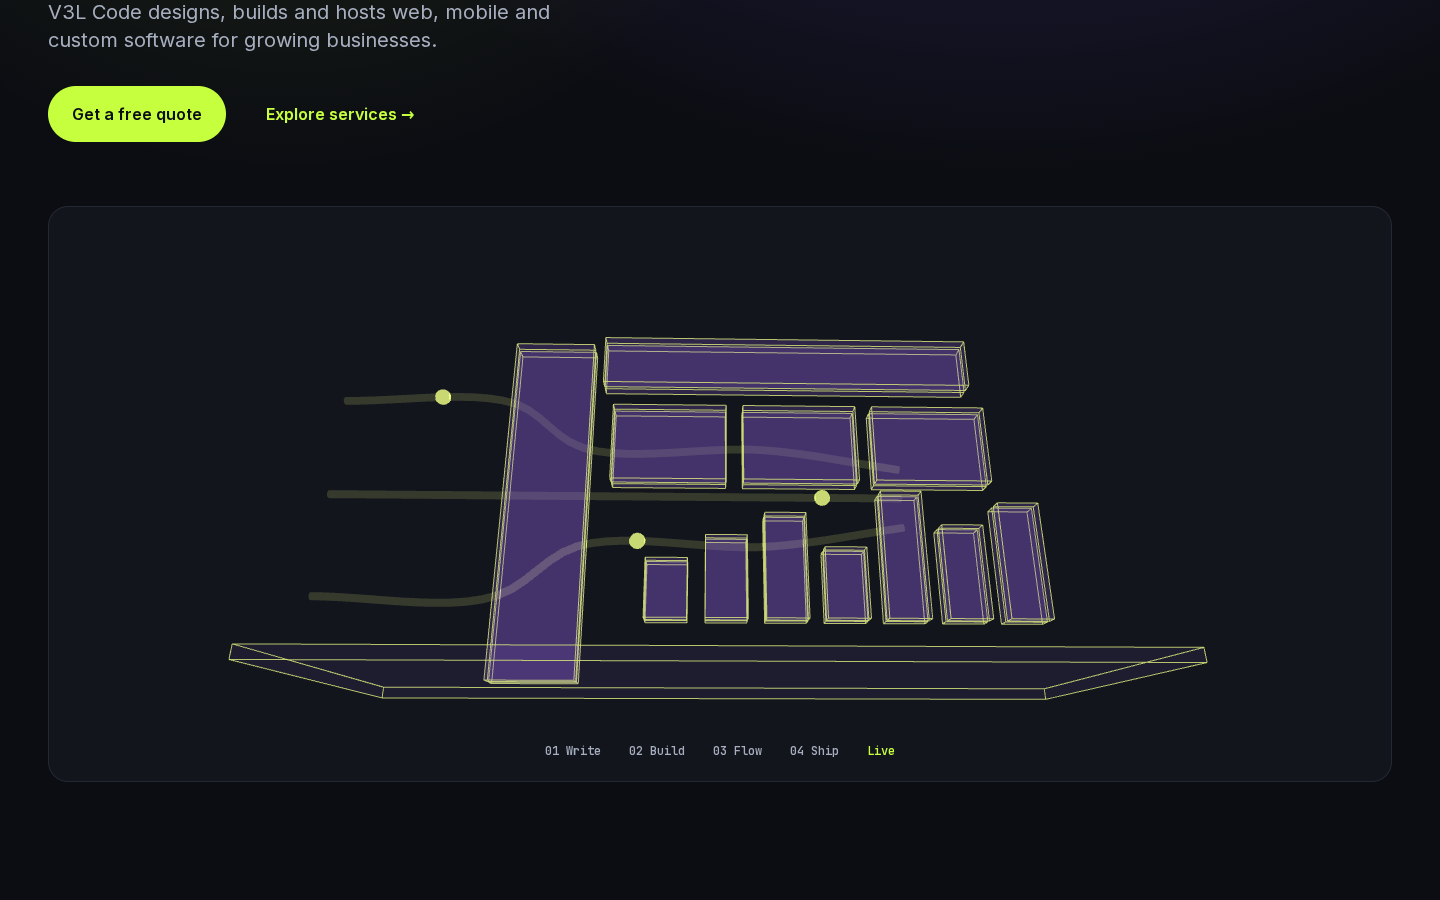 V3L Code designs, builds and hosts web, mobile and
custom software for growing businesses.
Get a free quote
Explore services →
01 Write
02 Build
03 Flow
04 Ship
Live